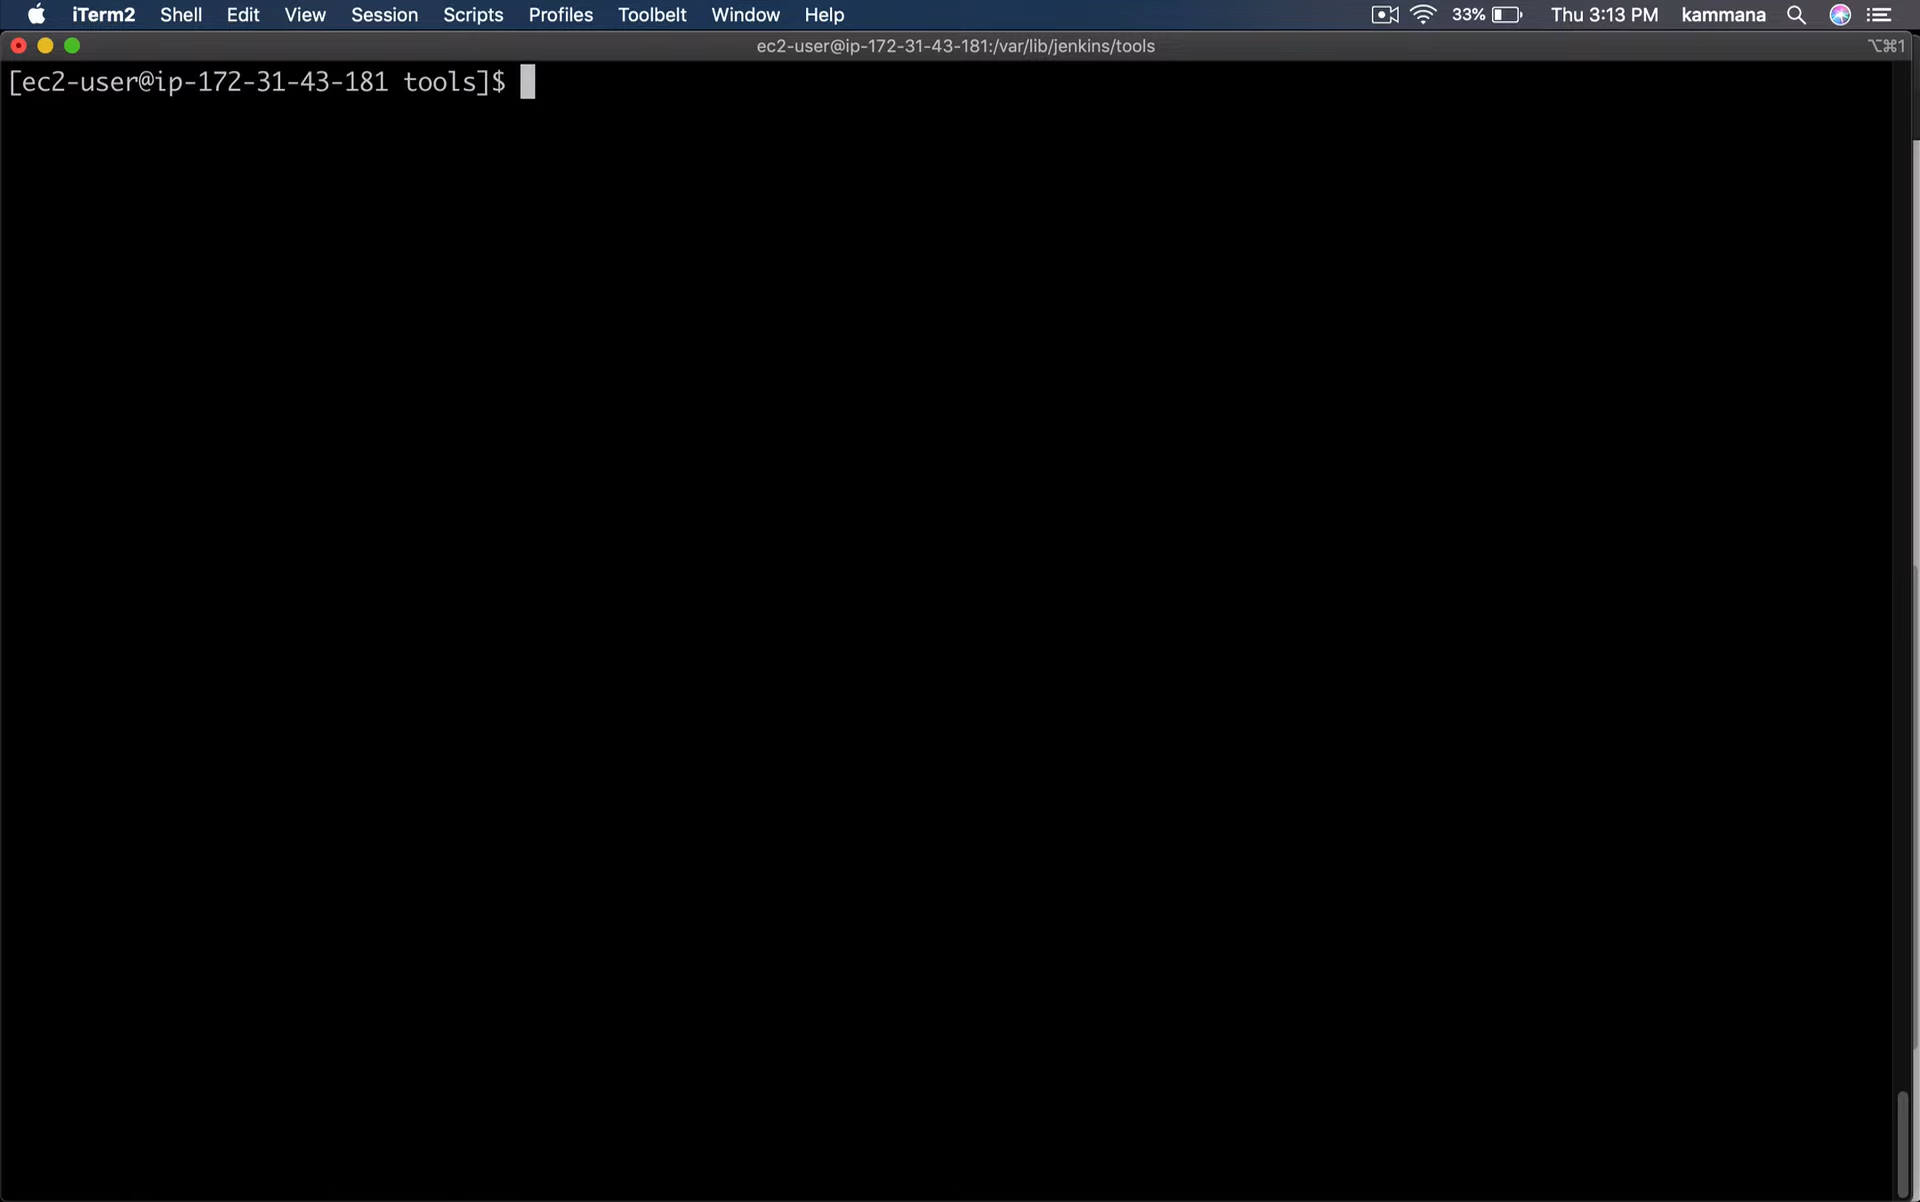 iTerm2 Shell Edit View Session Scripts Profiles Toolbelt Window Help 33% Thu 3:13 PM kammana
ec2-user@ip-172-31-43-181:/var/lib/jenkins/tools ⌥⌘1
[ec2-user@ip-172-31-43-181 tools]$